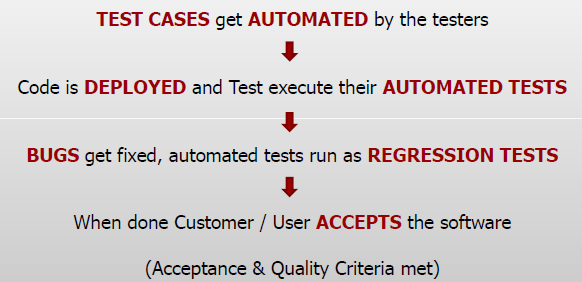 TEST CASES get AUTOMATED by the testers
Code is DEPLOYED and Test execute their AUTOMATED TESTS
BUGS get fixed, automated tests run as REGRESSION TESTS
When done Customer / User ACCEPTS the software
(Acceptance & Quality Criteria met)